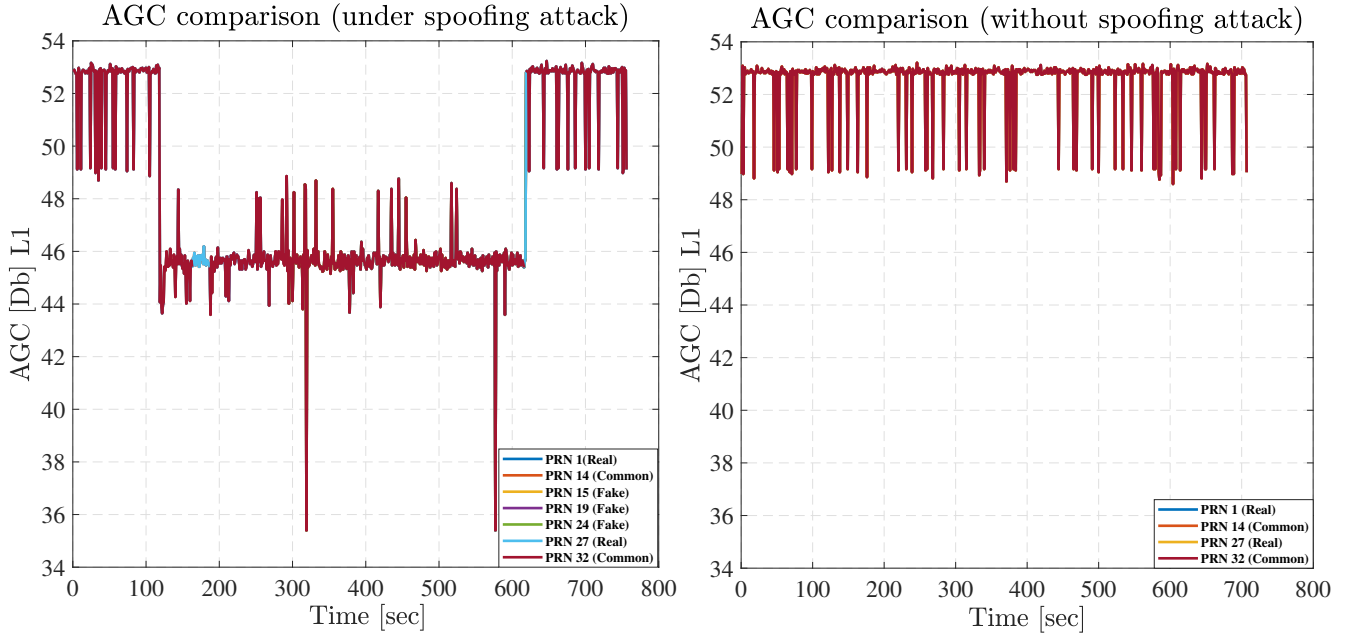 AGC comparison (under spoofing attack)
54
52
50
48
46
44
42
40
38
36
34
AGC [Db] L1
0
100
200
300
400
500
600
700
800
Time [sec]
PRN 1(Real)
PRN 14 (Common)
PRN 15 (Fake)
PRN 19 (Fake)
PRN 24 (Fake)
PRN 27 (Real)
PRN 32 (Common)
AGC comparison (without spoofing attack)
54
52
50
48
46
44
42
40
38
36
34
AGC [Db] L1
0
100
200
300
400
500
600
700
800
Time [sec]
PRN 1 (Real)
PRN 14 (Common)
PRN 27 (Real)
PRN 32 (Common)